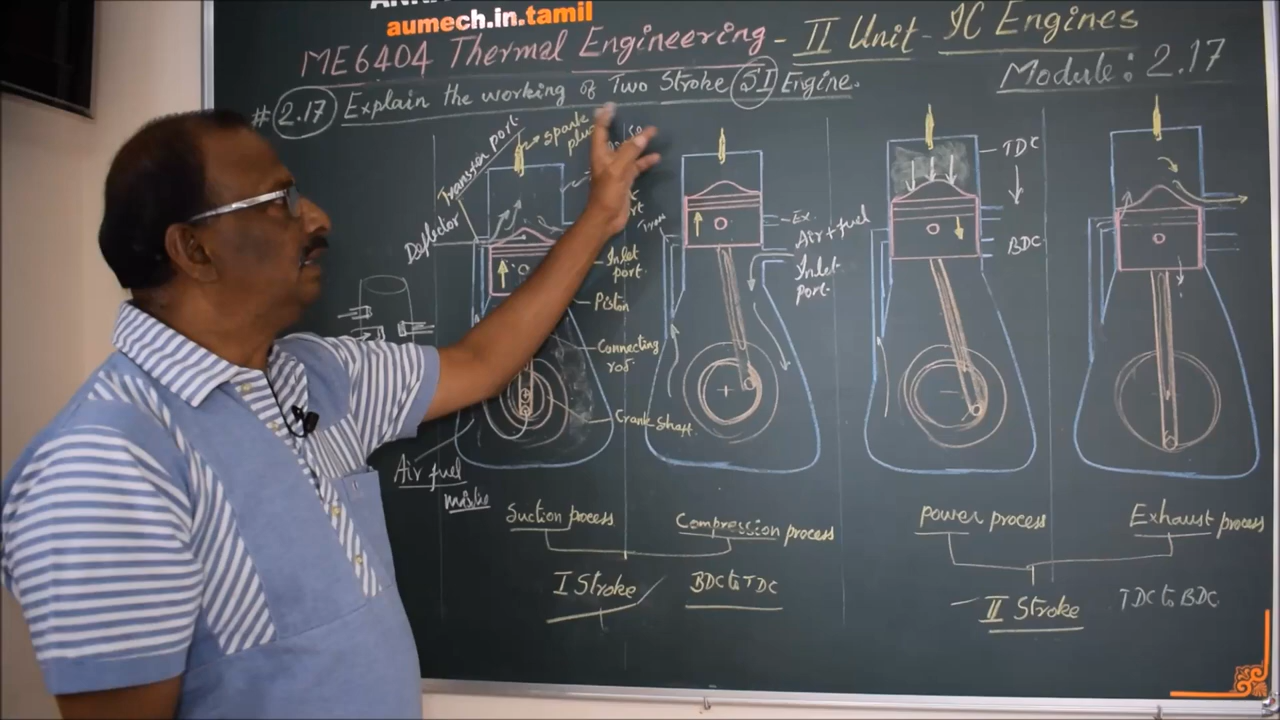 aumech.in.tamil
ME6404 Thermal Engineering - II Unit - IC Engines
Module: 2.17
# 2.17 Explain the working of Two Stroke SI Engine.
Transfer port
spark plug
Deflector
Inlet port.
Piston
Connecting rod
Crank shaft.
Air fuel
Ex.
Air + fuel
Inlet port.
TDC
BDC
Suction process
Compression process
Power process
Exhaust process
I Stroke
BDC to TDC
II Stroke
TDC to BDC